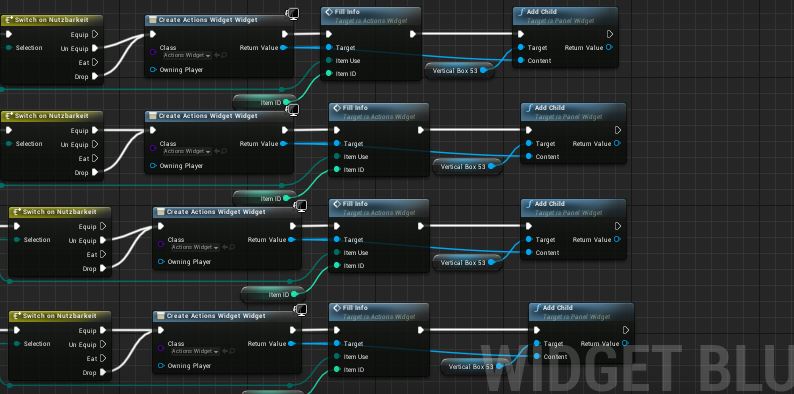 Switch on Nutzbarkeit
Selection
Equip
Un Equip
Eat
Drop
Create Actions Widget Widget
Class
Actions Widget
Owning Player
Return Value
Item ID
Fill Info
Target is Actions Widget
Target
Item Use
Item ID
Vertical Box 53
Add Child
Target is Panel Widget
Target
Content
Return Value
Switch on Nutzbarkeit
Selection
Equip
Un Equip
Eat
Drop
Create Actions Widget Widget
Class
Actions Widget
Owning Player
Return Value
Item ID
Fill Info
Target is Actions Widget
Target
Item Use
Item ID
Vertical Box 53
Add Child
Target is Panel Widget
Target
Content
Return Value
Switch on Nutzbarkeit
Selection
Equip
Un Equip
Eat
Drop
Create Actions Widget Widget
Class
Actions Widget
Owning Player
Return Value
Item ID
Fill Info
Target is Actions Widget
Target
Item Use
Item ID
Vertical Box 53
Add Child
Target is Panel Widget
Target
Content
Return Value
Switch on Nutzbarkeit
Selection
Equip
Un Equip
Eat
Drop
Create Actions Widget Widget
Class
Actions Widget
Owning Player
Return Value
Fill Info
Target is Actions Widget
Target
Item Use
Item ID
Vertical Box 53
Add Child
Target is Panel Widget
Target
Content
Return Value
WIDGET BLU